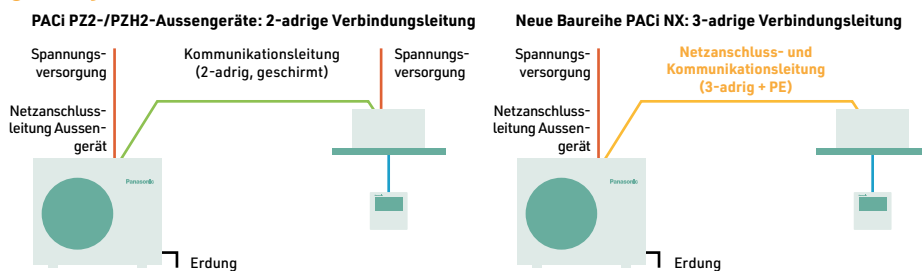 PACi PZ2-/PZH2-Aussengeräte: 2-adrige Verbindungsleitung
Spannungs-
versorgung
Kommunikationsleitung
(2-adrig, geschirmt)
Spannungs-
versorgung
Netzanschluss-
leitung Aussen-
gerät
Panasonic
Erdung
Neue Baureihe PACi NX: 3-adrige Verbindungsleitung
Spannungs-
versorgung
Netzanschluss- und
Kommunikationsleitung
(3-adrig + PE)
Netzanschluss-
leitung Aussen-
gerät
Panasonic
Erdung